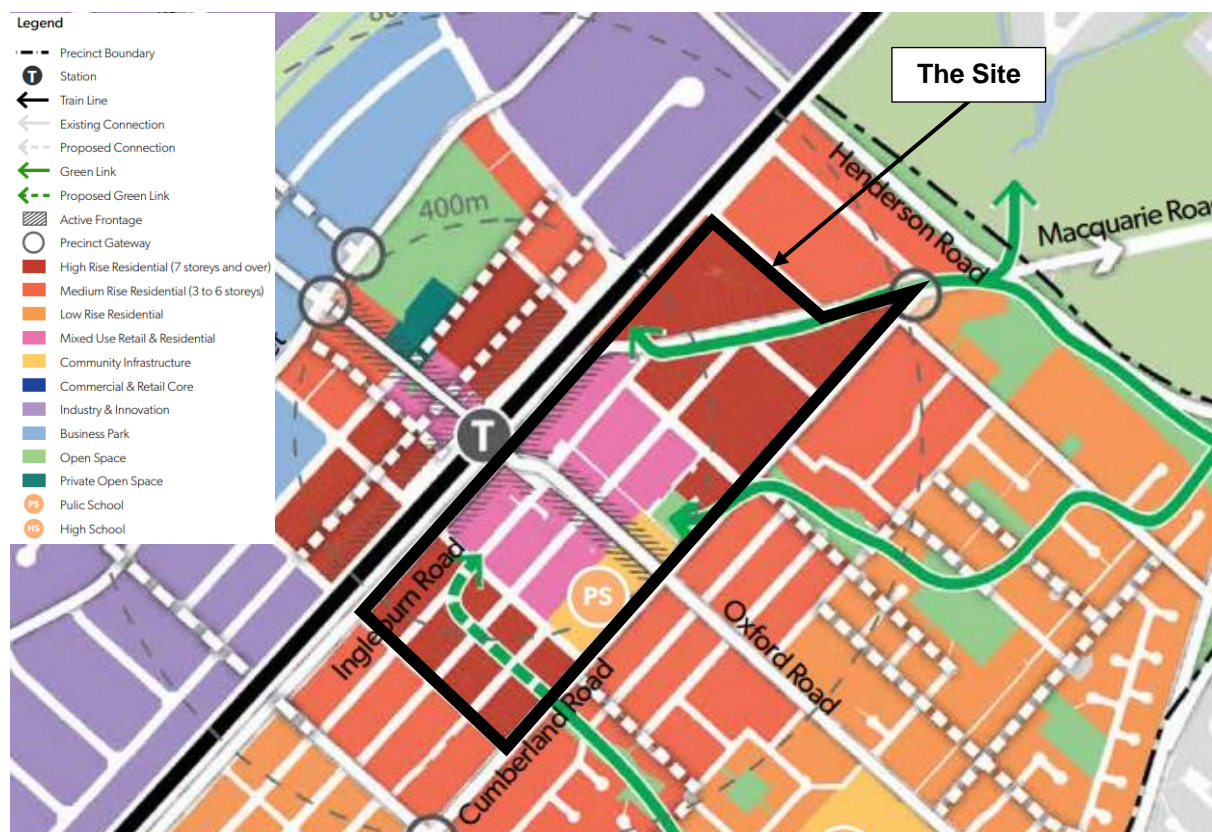 Legend
Precinct Boundary
T
Station
Train Line
Existing Connection
Proposed Connection
Green Link
Proposed Green Link
Active Frontage
Precinct Gateway
High Rise Residential (7 storeys and over)
Medium Rise Residential (3 to 6 storeys)
Low Rise Residential
Mixed Use Retail & Residential
Community Infrastructure
Commercial & Retail Core
Industry & Innovation
Business Park
Open Space
Private Open Space
PS
Pulic School
HS
High School
The Site
Henderson Road
Macquarie Road
400m
T
PS
Ingleburn Road
Oxford Road
Cumberland Road